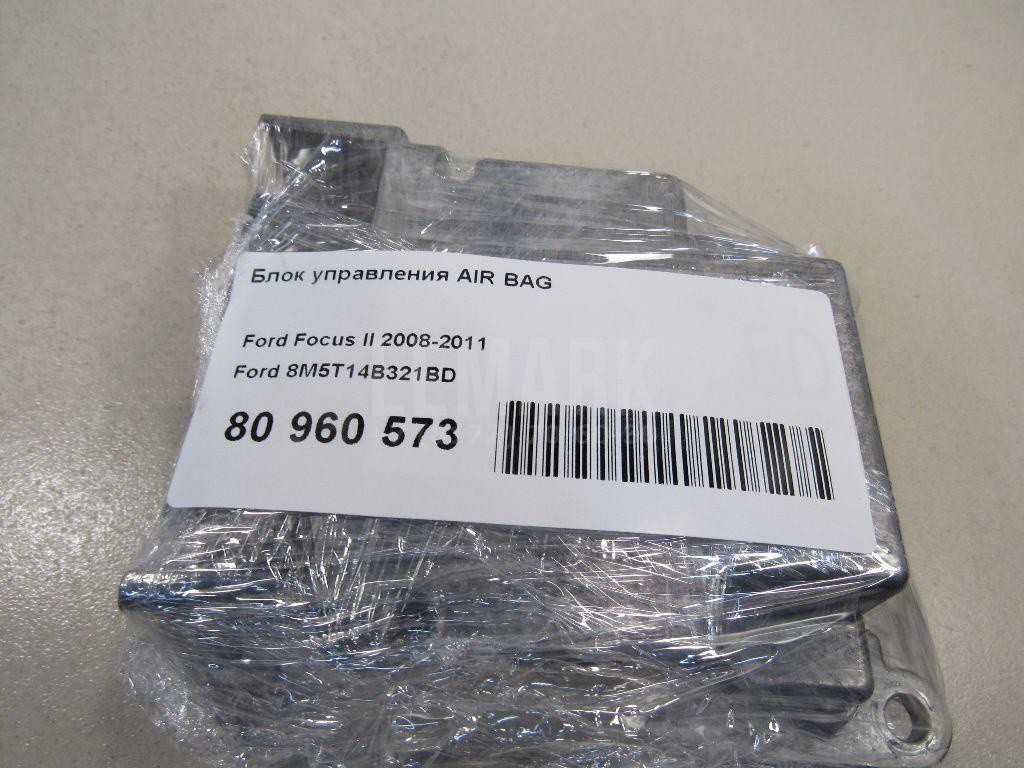 Блок управления AIR BAG
Ford Focus II 2008-2011
Ford 8M5T14B321BD
80 960 573